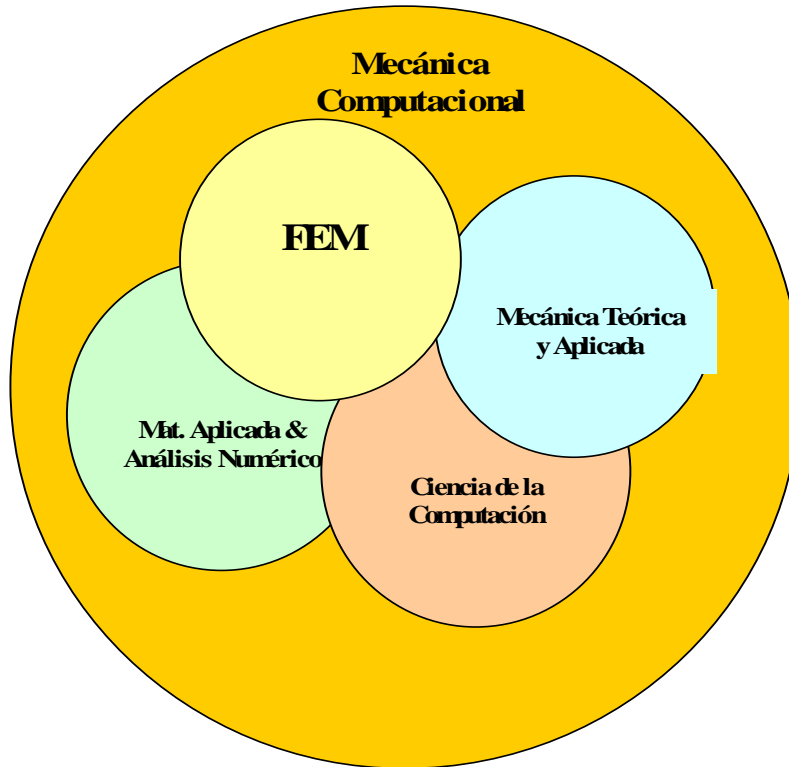 Mecánica
Computacional
FEM
Mecánica Teórica
y Aplicada
Mat. Aplicada &
Análisis Numérico
Ciencia de la
Computación